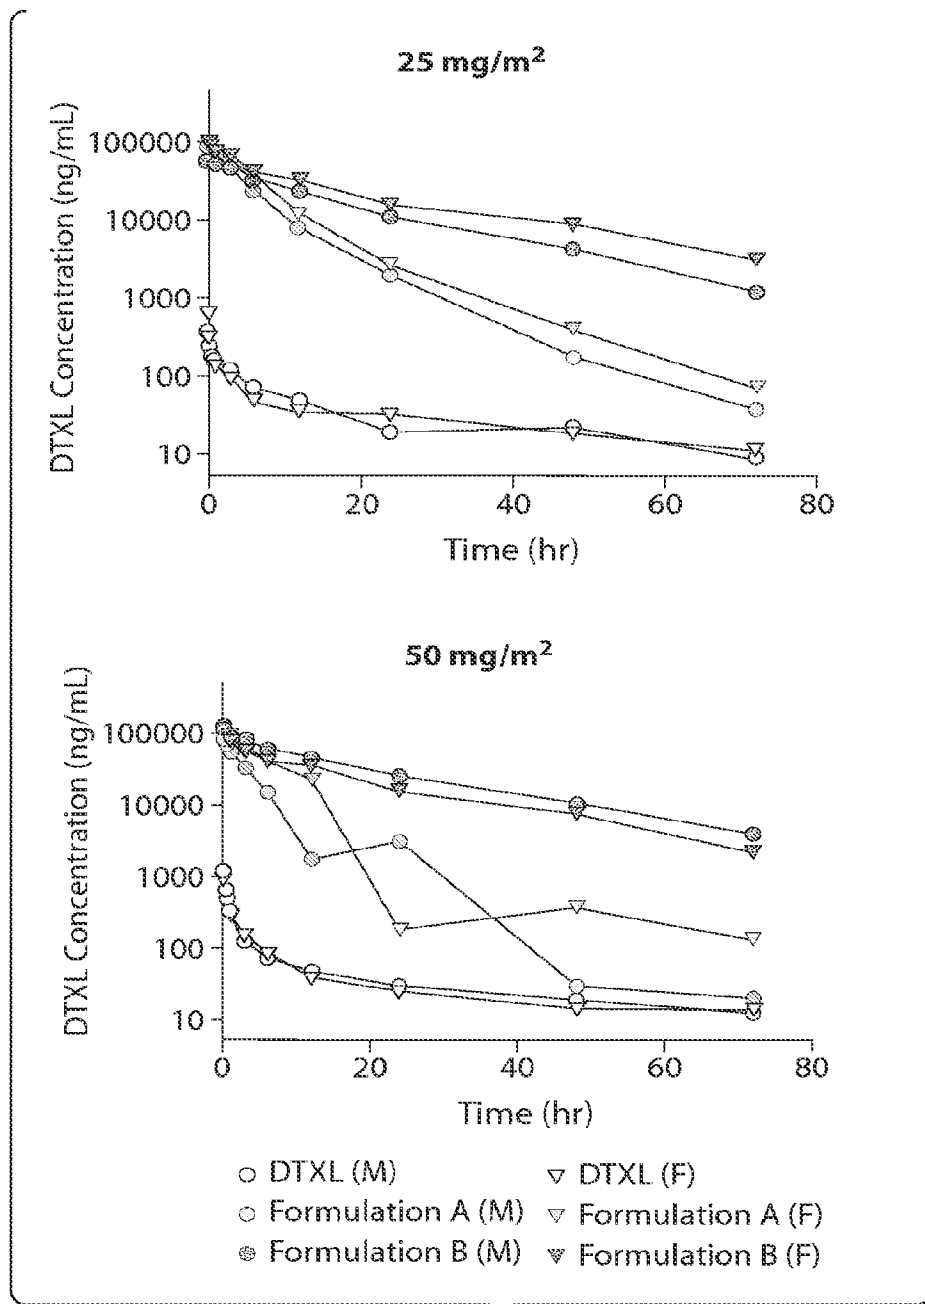 25 mg/m²
DTXL Concentration (ng/mL)
100000
10000
1000
100
10
0 20 40 60 80
Time (hr)
50 mg/m²
DTXL Concentration (ng/mL)
100000
10000
1000
100
10
0 20 40 60 80
Time (hr)
DTXL (M) DTXL (F)
Formulation A (M) Formulation A (F)
Formulation B (M) Formulation B (F)